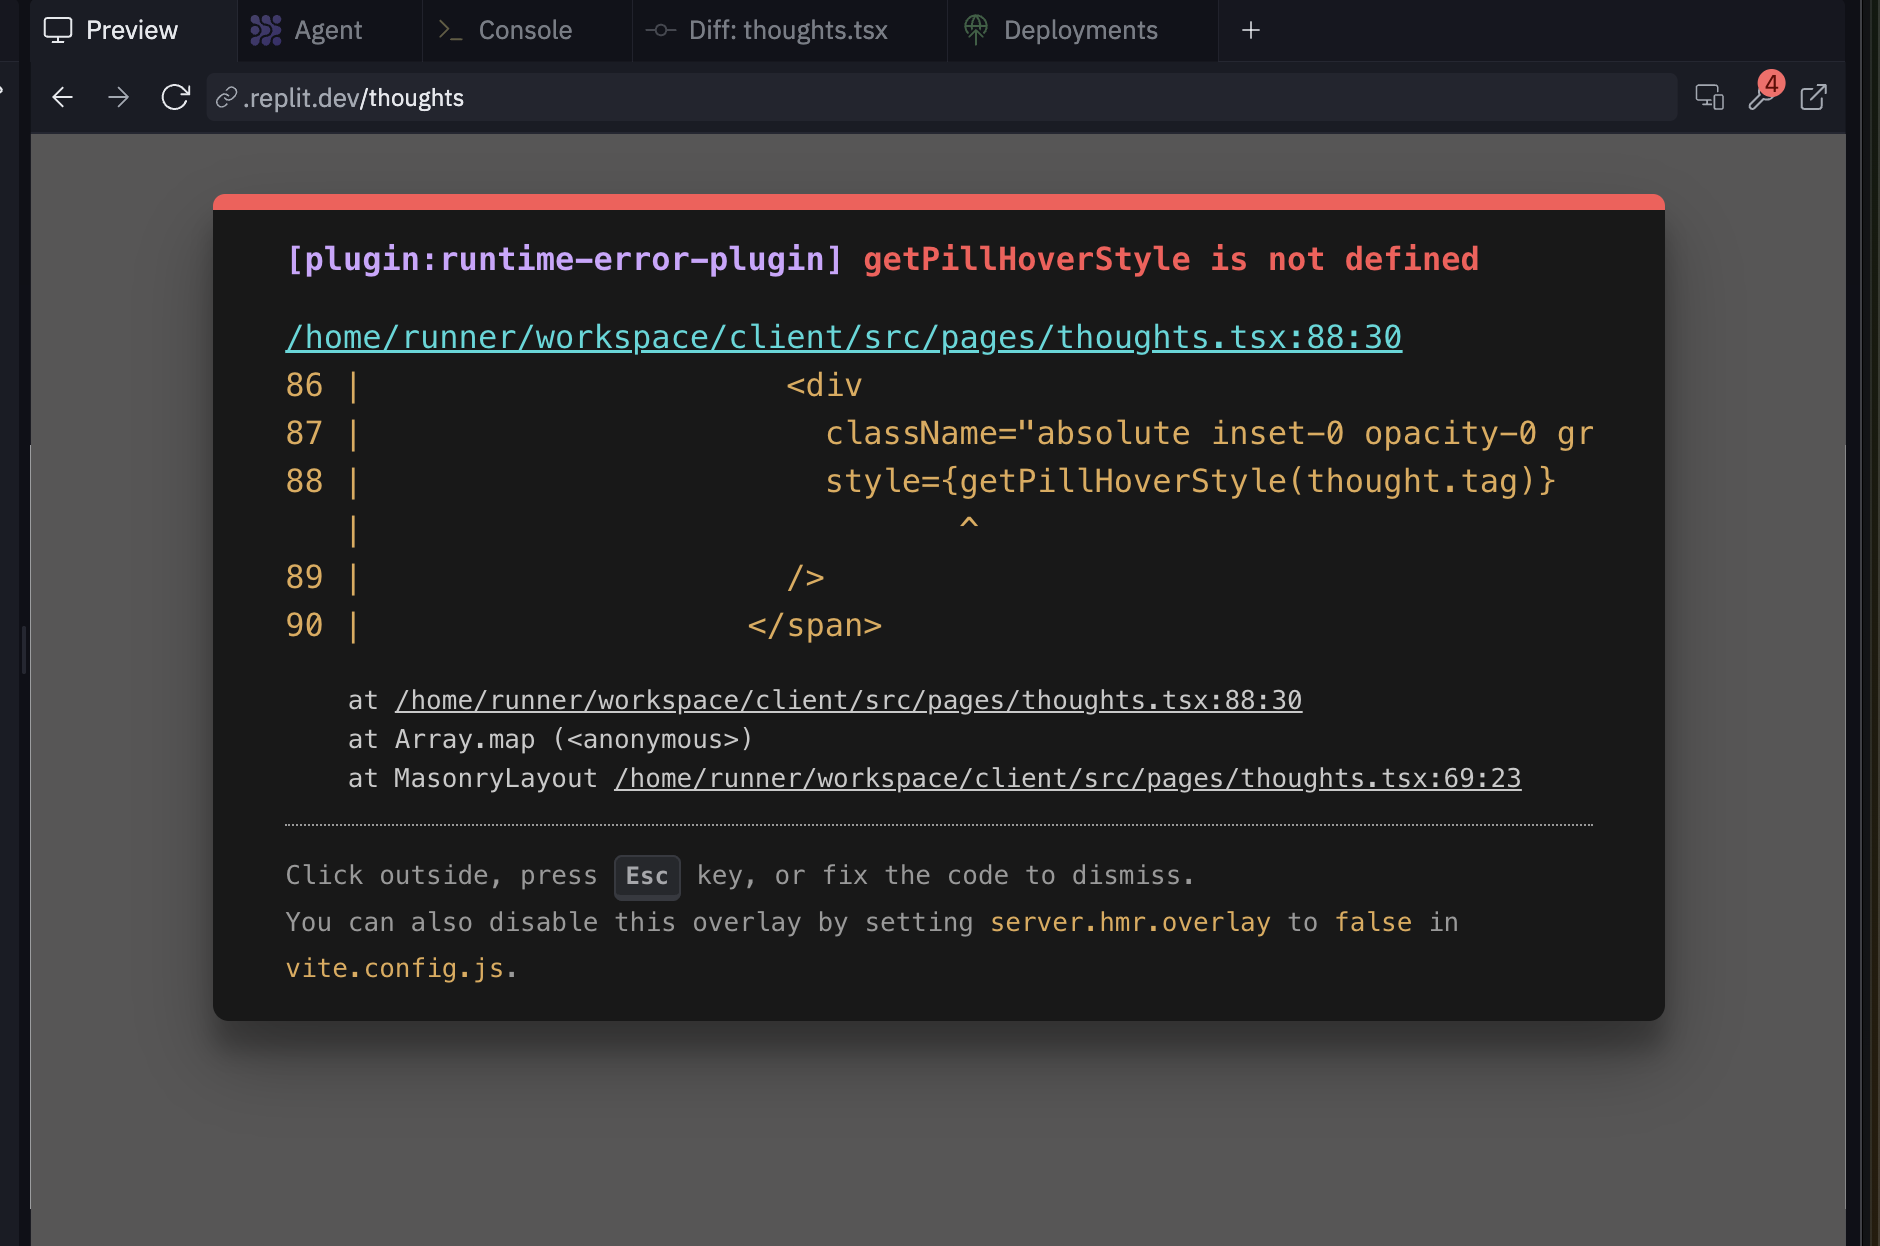 Preview Agent Console Diff: thoughts.tsx Deployments
.replit.dev/thoughts 4
[plugin:runtime-error-plugin] getPillHoverStyle is not defined
/home/runner/workspace/client/src/pages/thoughts.tsx:88:30
86 | <div
87 | className="absolute inset-0 opacity-0 gr
88 | style={getPillHoverStyle(thought.tag)}
| ^
89 | />
90 | </span>
at /home/runner/workspace/client/src/pages/thoughts.tsx:88:30
at Array.map (<anonymous>)
at MasonryLayout /home/runner/workspace/client/src/pages/thoughts.tsx:69:23
Click outside, press Esc key, or fix the code to dismiss.
You can also disable this overlay by setting server.hmr.overlay to false in
vite.config.js.